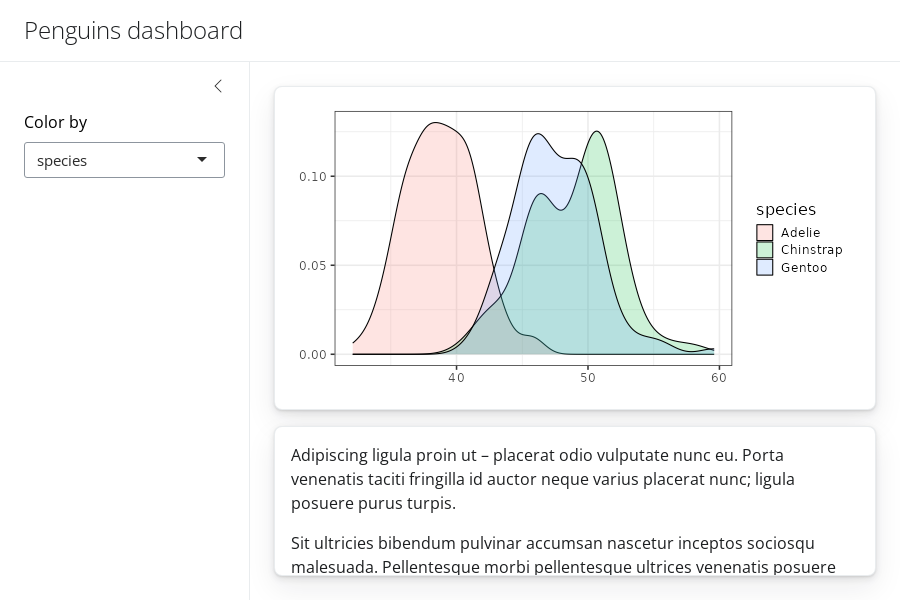 Penguins dashboard
Color by
species
0.10
0.05
0.00
40 50 60
species
Adelie
Chinstrap
Gentoo
Adipiscing ligula proin ut – placerat odio vulputate nunc eu. Porta
venenatis taciti fringilla id auctor neque varius placerat nunc; ligula
posuere purus turpis.
Sit ultricies bibendum pulvinar accumsan nascetur inceptos sociosqu
malesuada. Pellentesque morbi pellentesque ultrices venenatis posuere